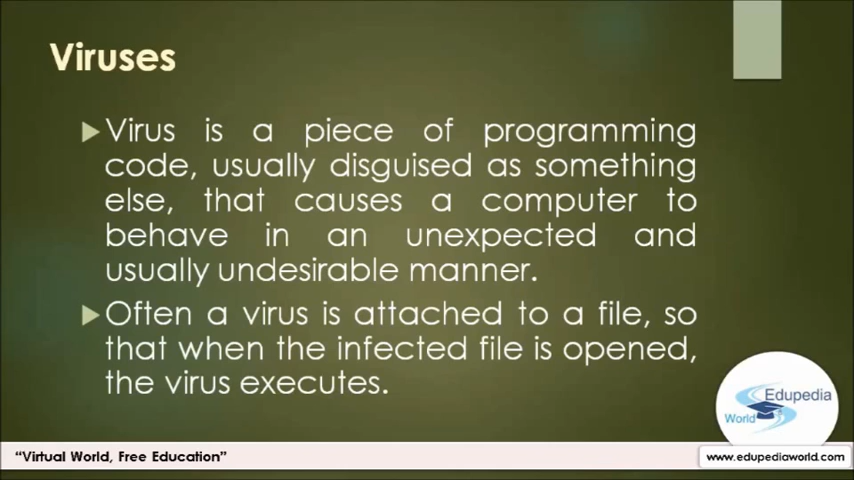 Viruses
Virus is a piece of programming
code, usually disguised as something
else, that causes a computer to
behave in an unexpected and
usually undesirable manner.
Often a virus is attached to a file, so
that when the infected file is opened,
the virus executes.
Edupedia
World
"Virtual World, Free Education"
www.edupediaworld.com